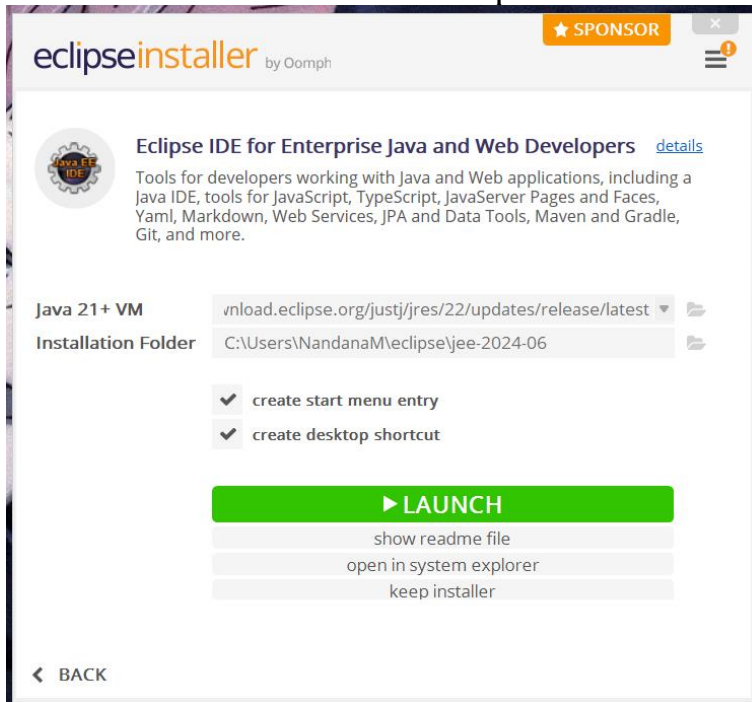 ★ SPONSOR
eclipseinstaller by Oomph
Java EE
IDE
Eclipse IDE for Enterprise Java and Web Developers details
Tools for developers working with Java and Web applications, including a
Java IDE, tools for JavaScript, TypeScript, JavaServer Pages and Faces,
Yaml, Markdown, Web Services, JPA and Data Tools, Maven and Gradle,
Git, and more.
Java 21+ VM wnload.eclipse.org/justj/jres/22/updates/release/latest
Installation Folder C:\Users\NandanaM\eclipse\jee-2024-06
create start menu entry
create desktop shortcut
LAUNCH
show readme file
open in system explorer
keep installer
BACK